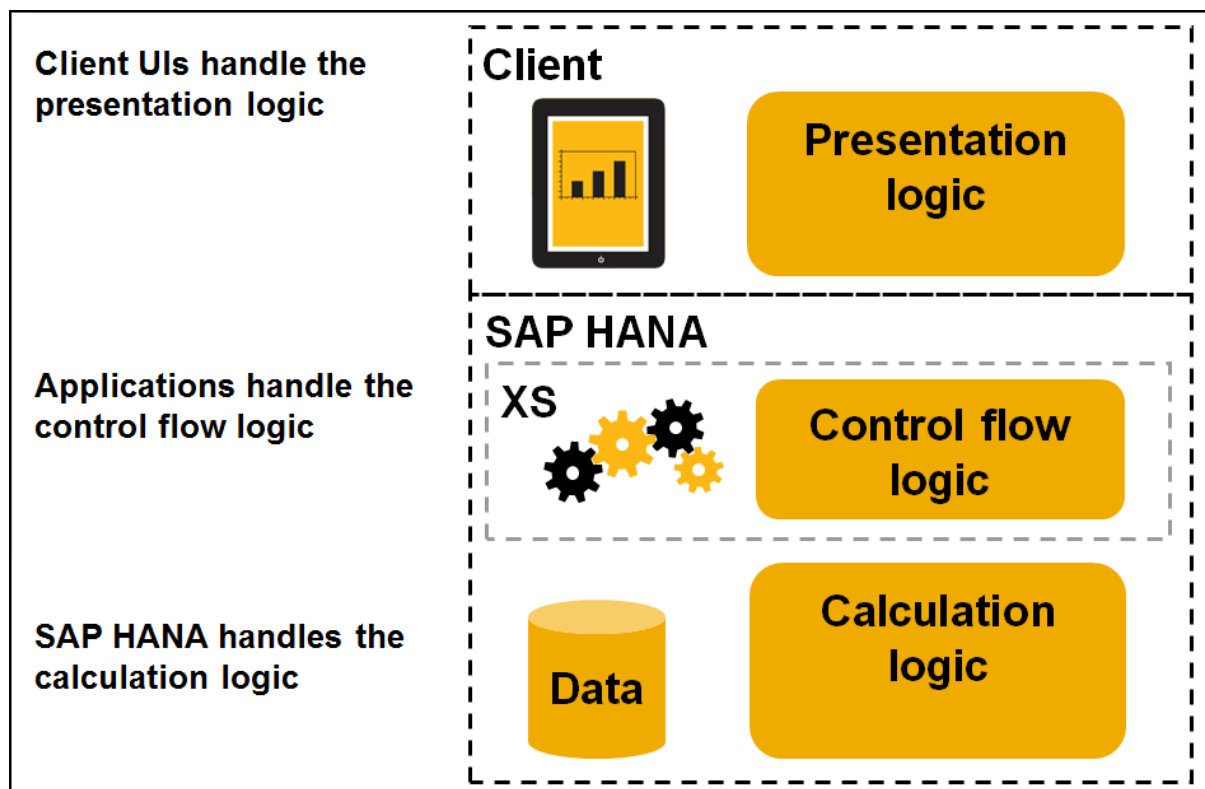 Client UIs handle the
presentation logic
Client
Presentation
logic
SAP HANA
Applications handle the
control flow logic
XS
Control flow
logic
SAP HANA handles the
calculation logic
Data
Calculation
logic